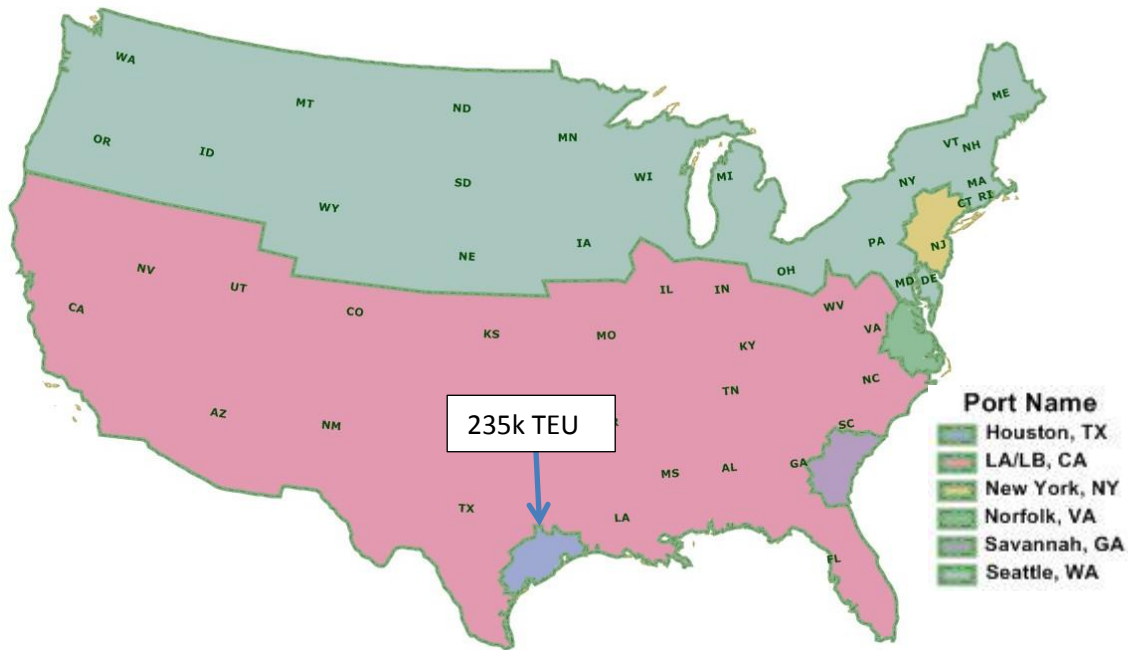 WA
MT
ND
MN
ME
OR
ID
SD
WI
MI
VT
NH
NY
MA
CT
RI
WY
NE
IA
PA
NJ
OH
MD
DE
NV
UT
CA
CO
KS
MO
IL
IN
WV
VA
KY
NC
TN
AZ
NM
235k TEU
SC
GA
MS
AL
TX
LA
FL
Port Name
Houston, TX
LA/LB, CA
New York, NY
Norfolk, VA
Savannah, GA
Seattle, WA